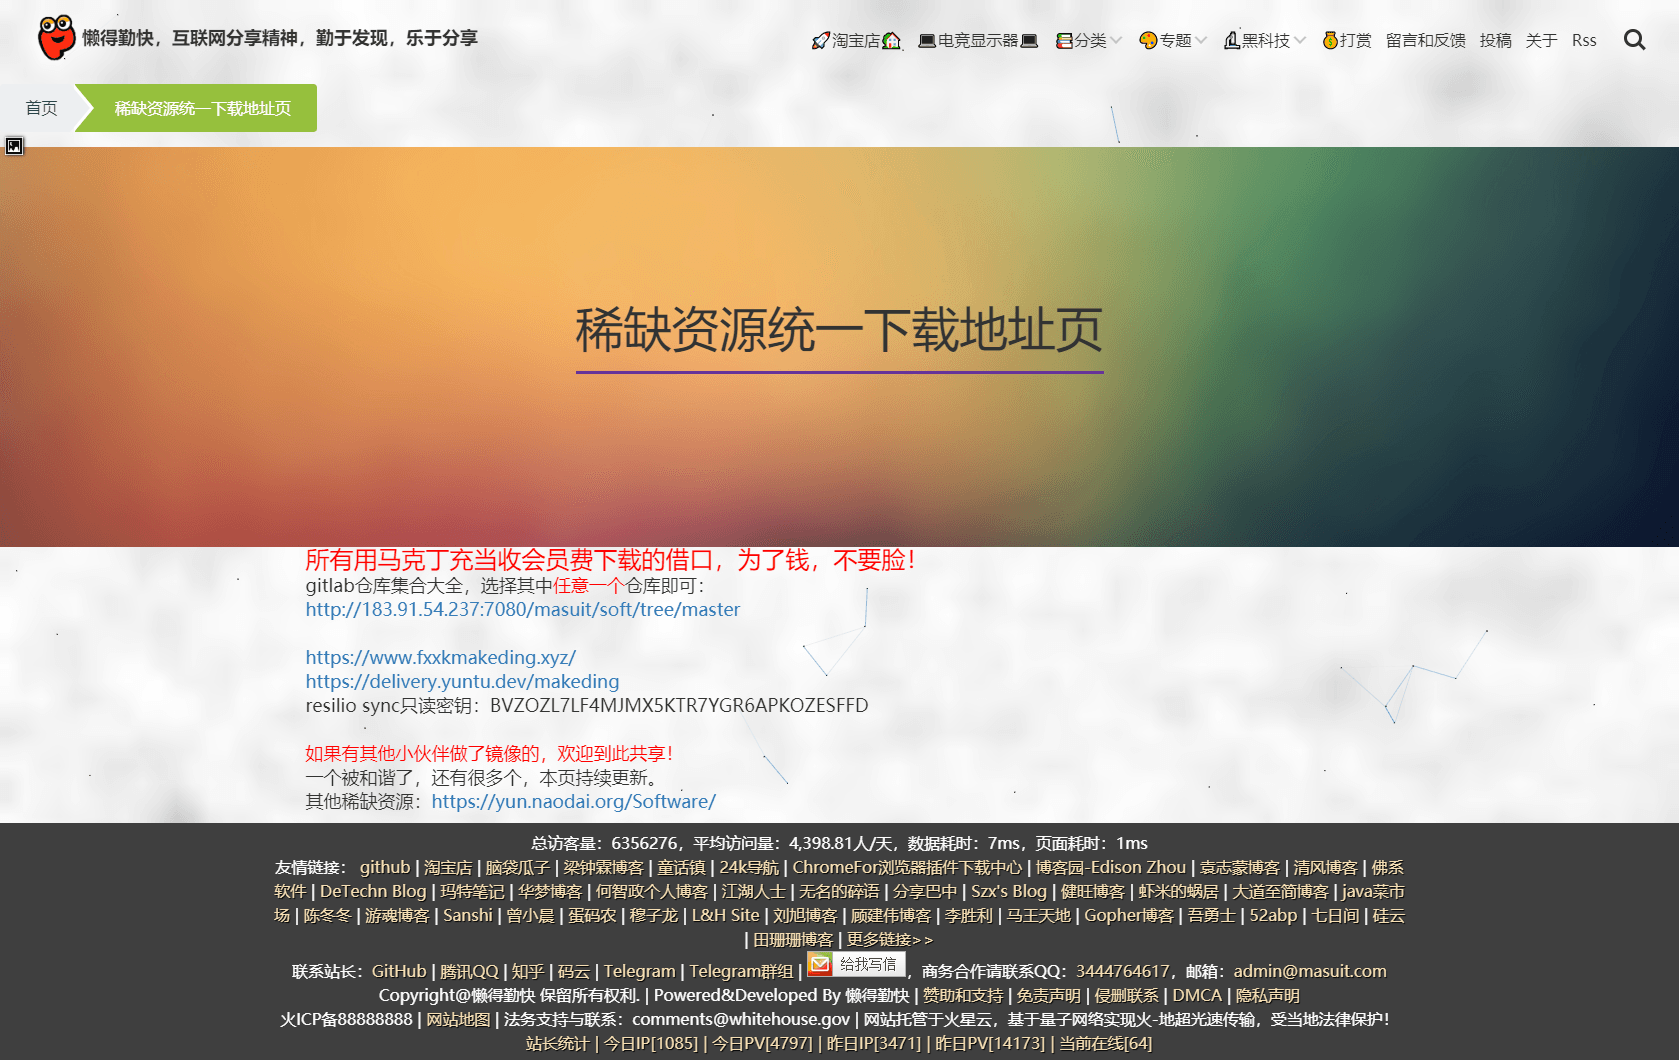 懒得勤快，互联网分享精神，勤于发现，乐于分享
淘宝店 电竞显示器 分类 专题 黑科技 打赏 留言和反馈 投稿 关于 Rss
首页 稀缺资源统一下载地址页
稀缺资源统一下载地址页
所有用马克丁充当收会员费下载的借口，为了钱，不要脸！
gitlab仓库集合大全，选择其中任意一个仓库即可：
http://183.91.54.237:7080/masuit/soft/tree/master
https://www.fxxkmakeding.xyz/
https://delivery.yuntu.dev/makeding
resilio sync只读密钥：BVZOZL7LF4MJMX5KTR7YGR6APKOZESFFD
如果有其他小伙伴做了镜像的，欢迎到此共享！
一个被和谐了，还有很多个，本页持续更新。
其他稀缺资源：https://yun.naodai.org/Software/
总访客量：6356276，平均访问量：4,398.81人/天，数据耗时：7ms，页面耗时：1ms
友情链接： github | 淘宝店 | 脑袋瓜子 | 梁钟霖博客 | 童话镇 | 24k导航 | ChromeFor浏览器插件下载中心 | 博客园-Edison Zhou | 袁志蒙博客 | 清风博客 | 佛系
软件 | DeTechn Blog | 玛特笔记 | 华梦博客 | 何智政个人博客 | 江湖人士 | 无名的碎语 | 分享巴中 | Szx's Blog | 健旺博客 | 虾米的蜗居 | 大道至简博客 | java菜市
场 | 陈冬冬 | 游魂博客 | Sanshi | 曾小晨 | 蛋码农 | 穆子龙 | L&H Site | 刘旭博客 | 顾建伟博客 | 李胜利 | 马王天地 | Gopher博客 | 吾勇士 | 52abp | 七日间 | 硅云
| 田珊珊博客 | 更多链接>>
联系站长：GitHub | 腾讯QQ | 知乎 | 码云 | Telegram | Telegram群组 | 给我写信 ，商务合作请联系QQ：3444764617，邮箱：admin@masuit.com
Copyright@懒得勤快 保留所有权利. | Powered&Developed By 懒得勤快 | 赞助和支持 | 免责声明 | 侵删联系 | DMCA | 隐私声明
火ICP备88888888 | 网站地图 | 法务支持与联系：comments@whitehouse.gov | 网站托管于火星云，基于量子网络实现火-地超光速传输，受当地法律保护！
站长统计 | 今日IP[1085] | 今日PV[4797] | 昨日IP[3471] | 昨日PV[14173] | 当前在线[64]